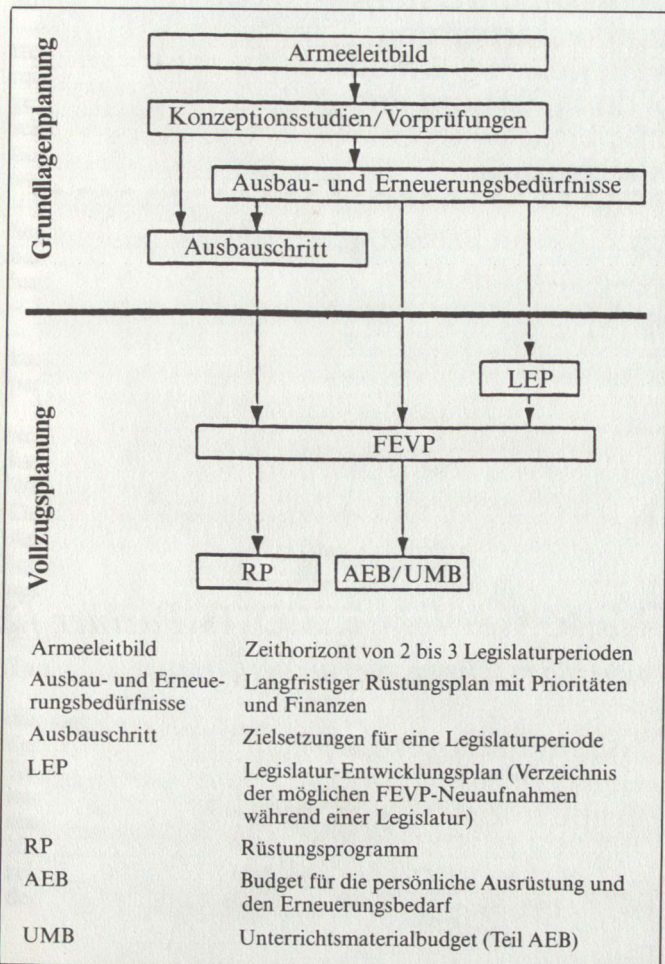 Grundlagenplanung
Armeeleitbild
Konzeptionsstudien/Vorprüfungen
Ausbau- und Erneuerungsbedürfnisse
Ausbauschritt
Vollzugsplanung
LEP
FEVP
RP
AEB/UMB
Armeeleitbild Zeithorizont von 2 bis 3 Legislaturperioden
Ausbau- und Erneue- Langfristiger Rüstungsplan mit Prioritäten
rungsbedürfnisse und Finanzen
Ausbauschritt Zielsetzungen für eine Legislaturperiode
LEP Legislatur-Entwicklungsplan (Verzeichnis
der möglichen FEVP-Neuaufnahmen
während einer Legislatur)
RP Rüstungsprogramm
AEB Budget für die persönliche Ausrüstung und
den Erneuerungsbedarf
UMB Unterrichtsmaterialbudget (Teil AEB)